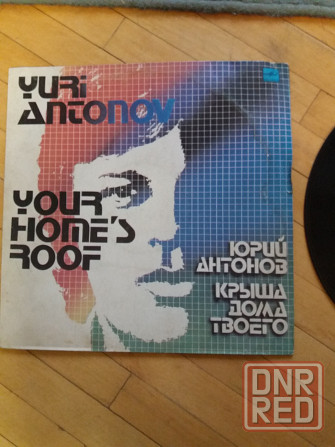 YURI
ANTONOV
YOUR
HOME'S
ROOF
ЮРИЙ
АНТОНОВ
КРЫША
ДОМА
ТВОЕГО
DNR
RED